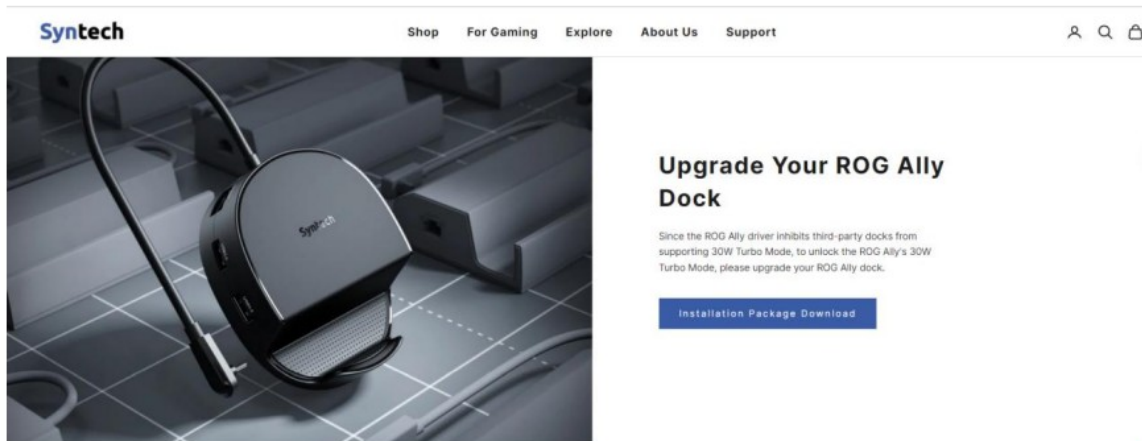 Syntech
Shop For Gaming Explore About Us Support
Syntech
Upgrade Your ROG Ally
Dock
Since the ROG Ally driver inhibits third-party docks from
supporting 30W Turbo Mode, to unlock the ROG Ally's 30W
Turbo Mode, please upgrade your ROG Ally dock.
Installation Package Download